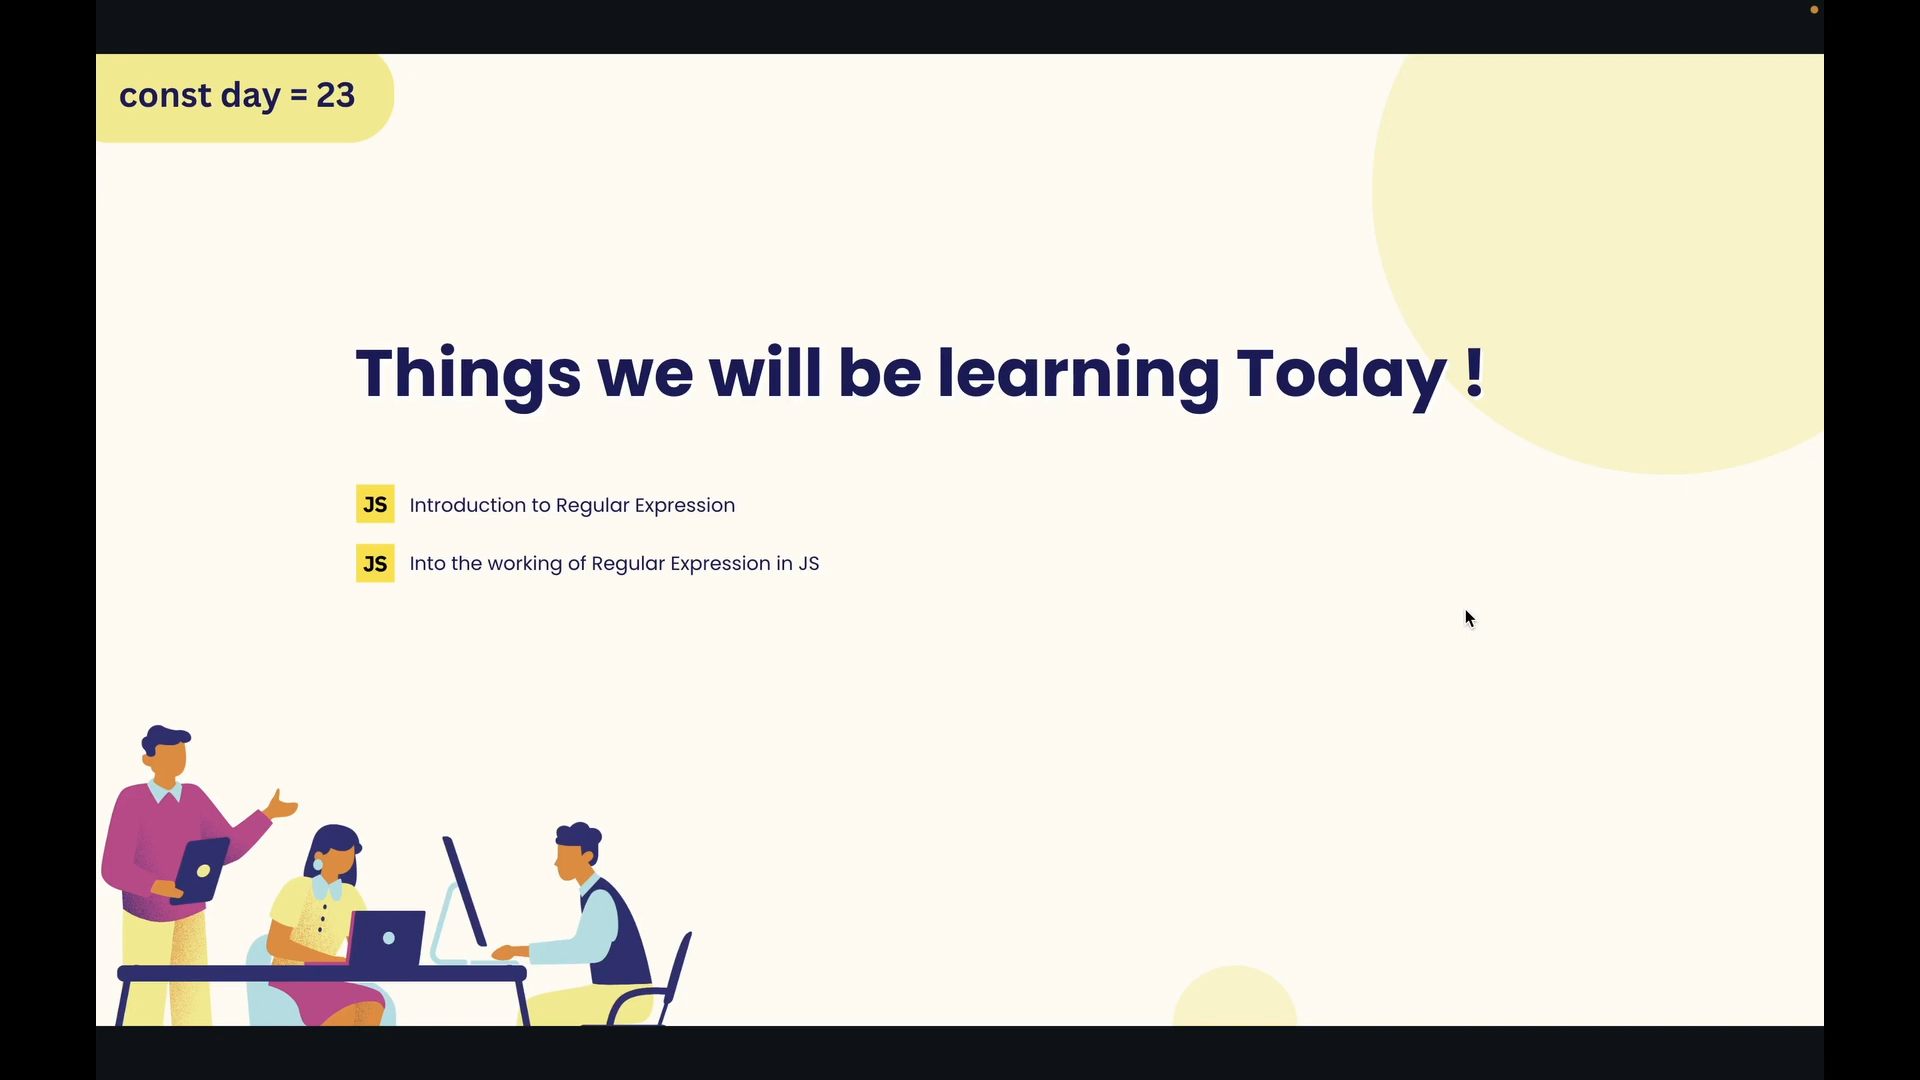 const day = 23
Things we will be learning Today !
JS Introduction to Regular Expression
JS Into the working of Regular Expression in JS